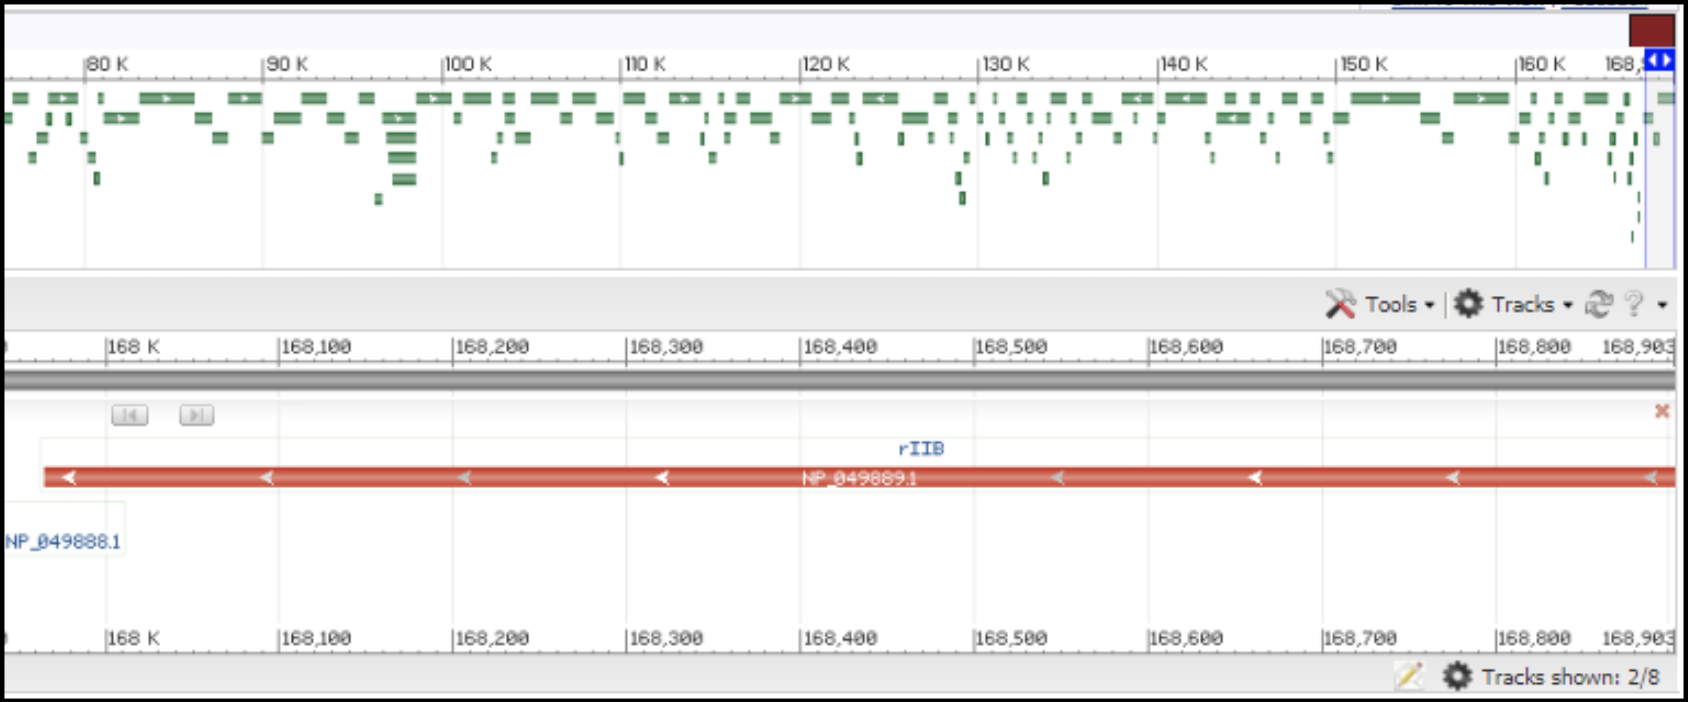 80 K 90 K 100 K 110 K 120 K 130 K 140 K 150 K 160 K 168,
Tools Tracks ?
168 K 168,100 168,200 168,300 168,400 168,500 168,600 168,700 168,800 168,903
rIIB
NP_049889.1
NP_049888.1
168 K 168,100 168,200 168,300 168,400 168,500 168,600 168,700 168,800 168,903
Tracks shown: 2/8